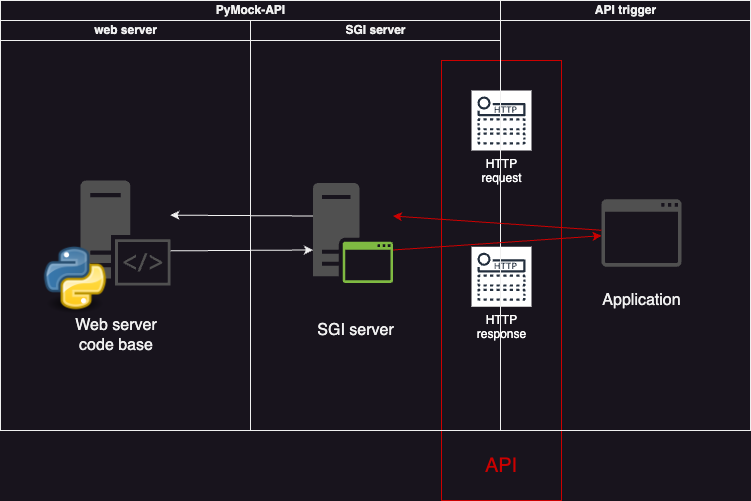 PyMock-API
API trigger
web server
SGI server
HTTP
HTTP
request
</>
Web server
code base
SGI server
HTTP
HTTP
response
Application
API